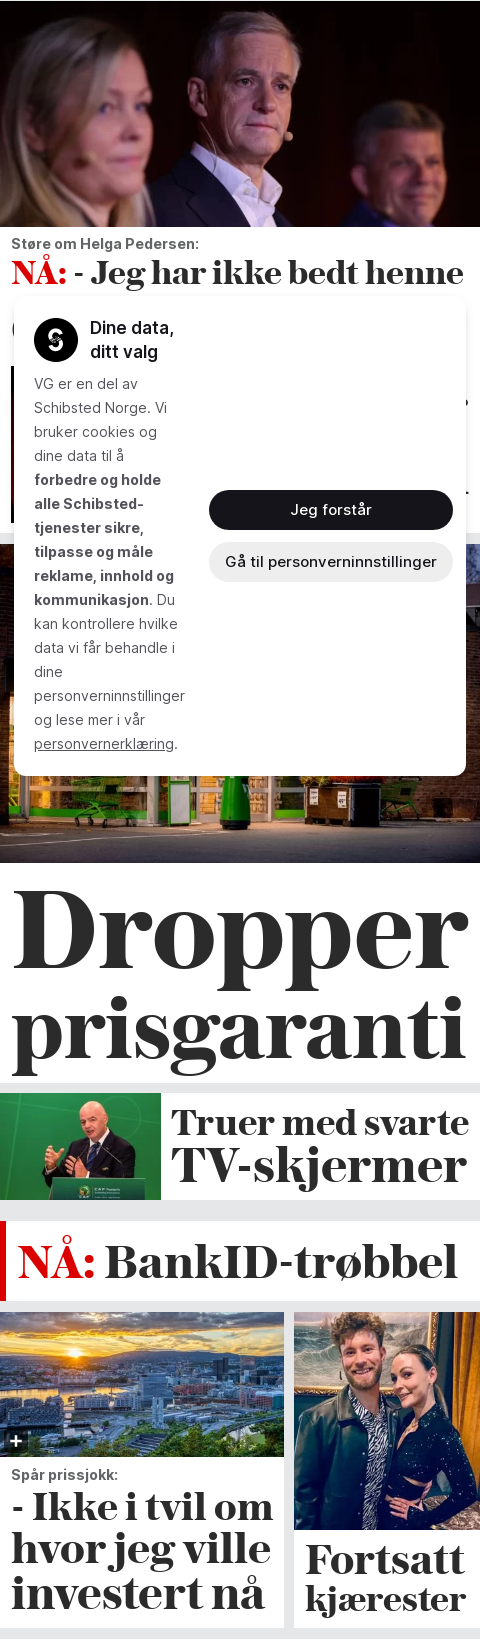 Støre om Helga Pedersen:
NÅ: - Jeg har ikke bedt henne
Dine data,
ditt valg
VG er en del av
Schibsted Norge. Vi
bruker cookies og
dine data til å
forbedre og holde
alle Schibsted-
tjenester sikre,
tilpasse og måle
reklame, innhold og
kommunikasjon. Du
kan kontrollere hvilke
data vi får behandle i
dine
personverninnstillinger
og lese mer i vår
personvernerklæring.
Jeg forstår
Gå til personverninnstillinger
Dropper
prisgaranti
Truer med svarte
TV-skjermer
NÅ: BankID-trøbbel
Spår prissjokk:
- Ikke i tvil om
hvor jeg ville
investert nå
Fortsatt
kjærester